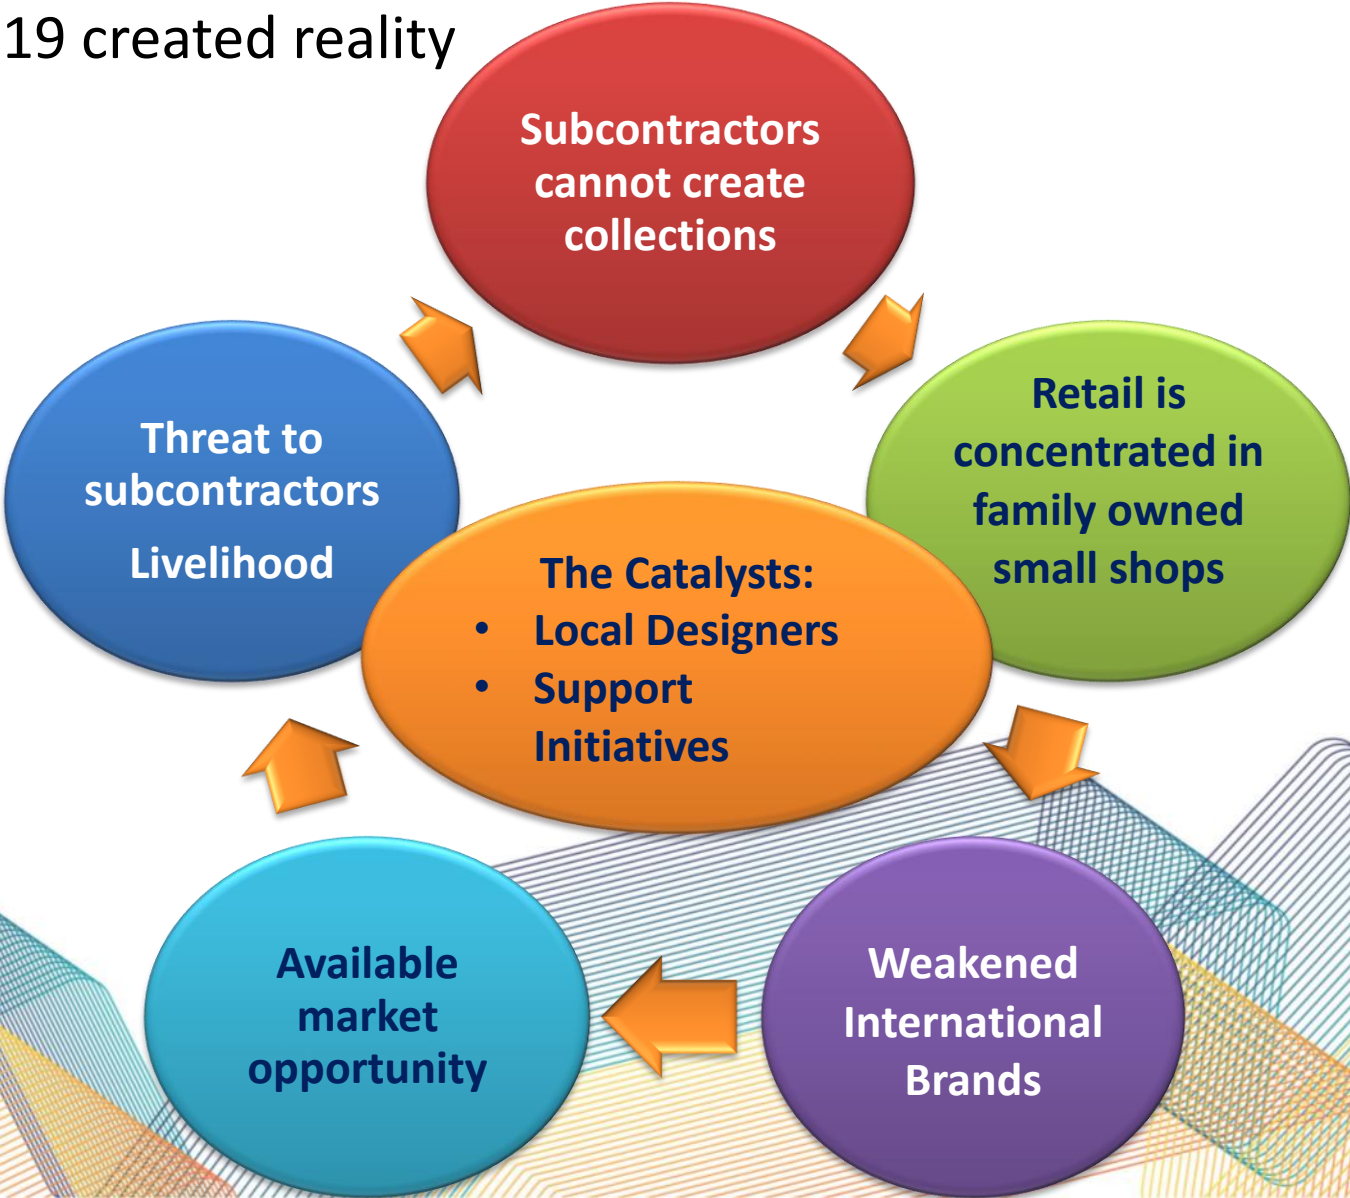 19 created reality
Subcontractors
cannot create
collections
Retail is
concentrated in
family owned
small shops
Threat to
subcontractors
Livelihood
The Catalysts:
• Local Designers
• Support
Initiatives
Weakened
International
Brands
Available
market
opportunity